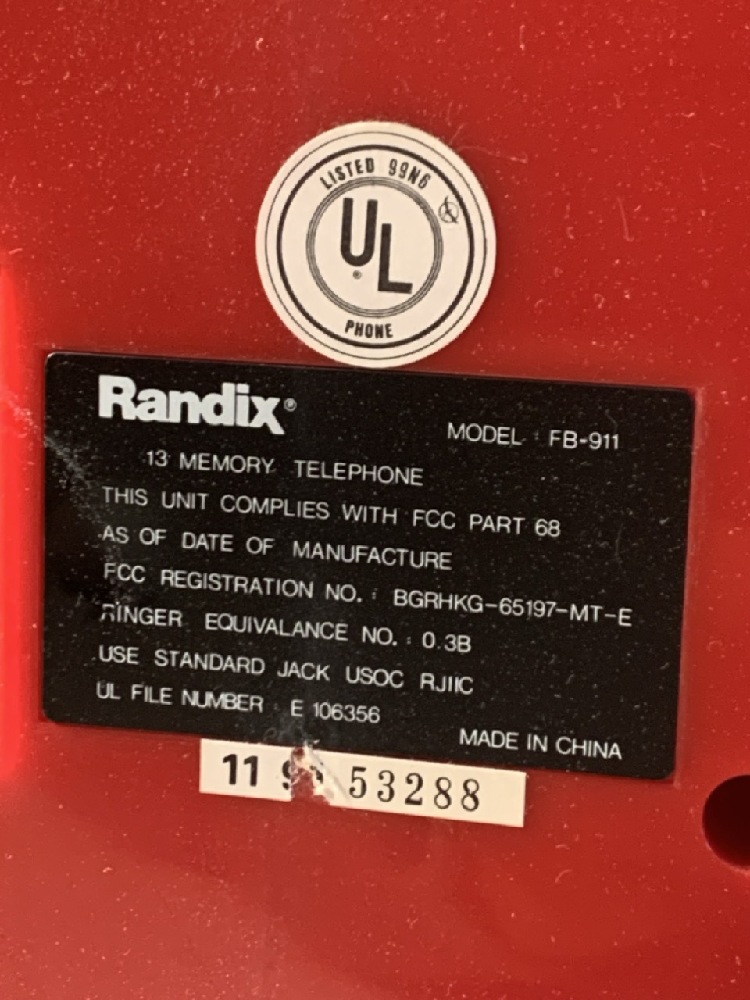 LISTED 99N6
UL®
PHONE
Randix®
MODEL : FB-911
13 MEMORY TELEPHONE
THIS UNIT COMPLIES WITH FCC PART 68
AS OF DATE OF MANUFACTURE
FCC REGISTRATION NO. : BGRHKG-65197-MT-E
RINGER EQUIVALANCE NO. : 0.3B
USE STANDARD JACK USOC RJIIC
UL FILE NUMBER : E 106356
MADE IN CHINA
11 53288